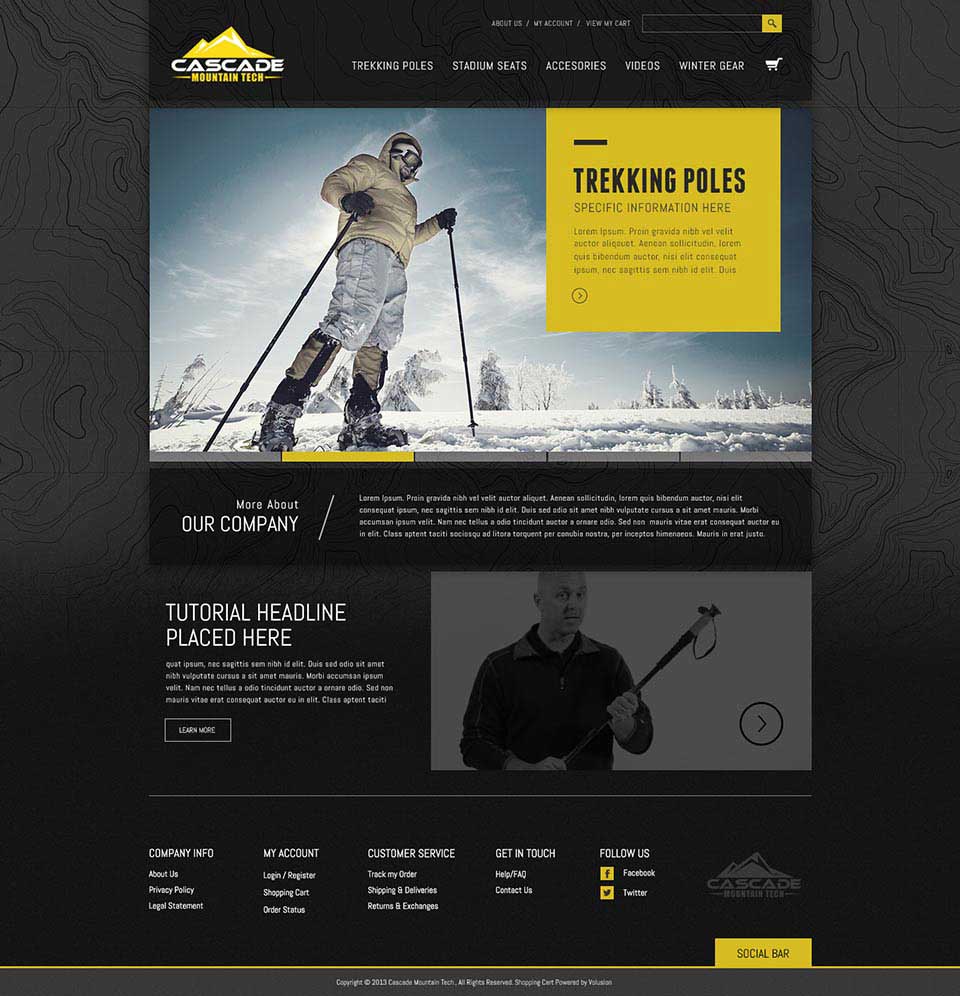 ABOUT US / MY ACCOUNT / VIEW MY CART
CASCADE
MOUNTAIN TECH
TREKKING POLES STADIUM SEATS ACCESORIES VIDEOS WINTER GEAR
TREKKING POLES
SPECIFIC INFORMATION HERE
Lorem Ipsum. Proin gravida nibh vel velit
auctor aliqouet. Aenean sollicitudin, lorem
quis bibendum auctor, nisi elit consequat
ipsum, nec sagittis sem nibh id elit. Duis
More About
OUR COMPANY
Lorem Ipsum. Proin gravida nibh vel velit auctor aliquet. Aenean sollicitudin, lorem quis bibendum auctor, nisi elit
consequat ipsum, nec sagittis sem nibh id elit. Duis sed odio sit amet nibh vulputate cursus a sit amet mauris. Morbi
accumsan ipsum velit. Nam nec tellus a odio tincidunt auctor a ornare odio. Sed non mauris vitae erat consequat auctor eu
in elit. Class aptent taciti sociosqu ad litora torquent per conubia nostra, per inceptos himenaeos. Mauris in erat justo.
TUTORIAL HEADLINE
PLACED HERE
quat ipsum, nec sagittis sem nibh id elit. Duis sed odio sit amet
nibh vulputate cursus a sit amet mauris. Morbi accumsan ipsum
velit. Nam nec tellus a odio tincidunt auctor a ornare odio. Sed non
mauris vitae erat consequat auctor eu in elit. Class aptent taciti
LEARN MORE
COMPANY INFO
About Us
Privacy Policy
Legal Statement
MY ACCOUNT
Login / Register
Shopping Cart
Order Status
CUSTOMER SERVICE
Track my Order
Shipping & Deliveries
Returns & Exchanges
GET IN TOUCH
Help/FAQ
Contact Us
FOLLOW US
Facebook
Twitter
CASCADE
MOUNTAIN TECH
SOCIAL BAR
Copyright © 2013 Cascade Mountain Tech., All Rights Reserved. Shopping Cert Powered by Volusion